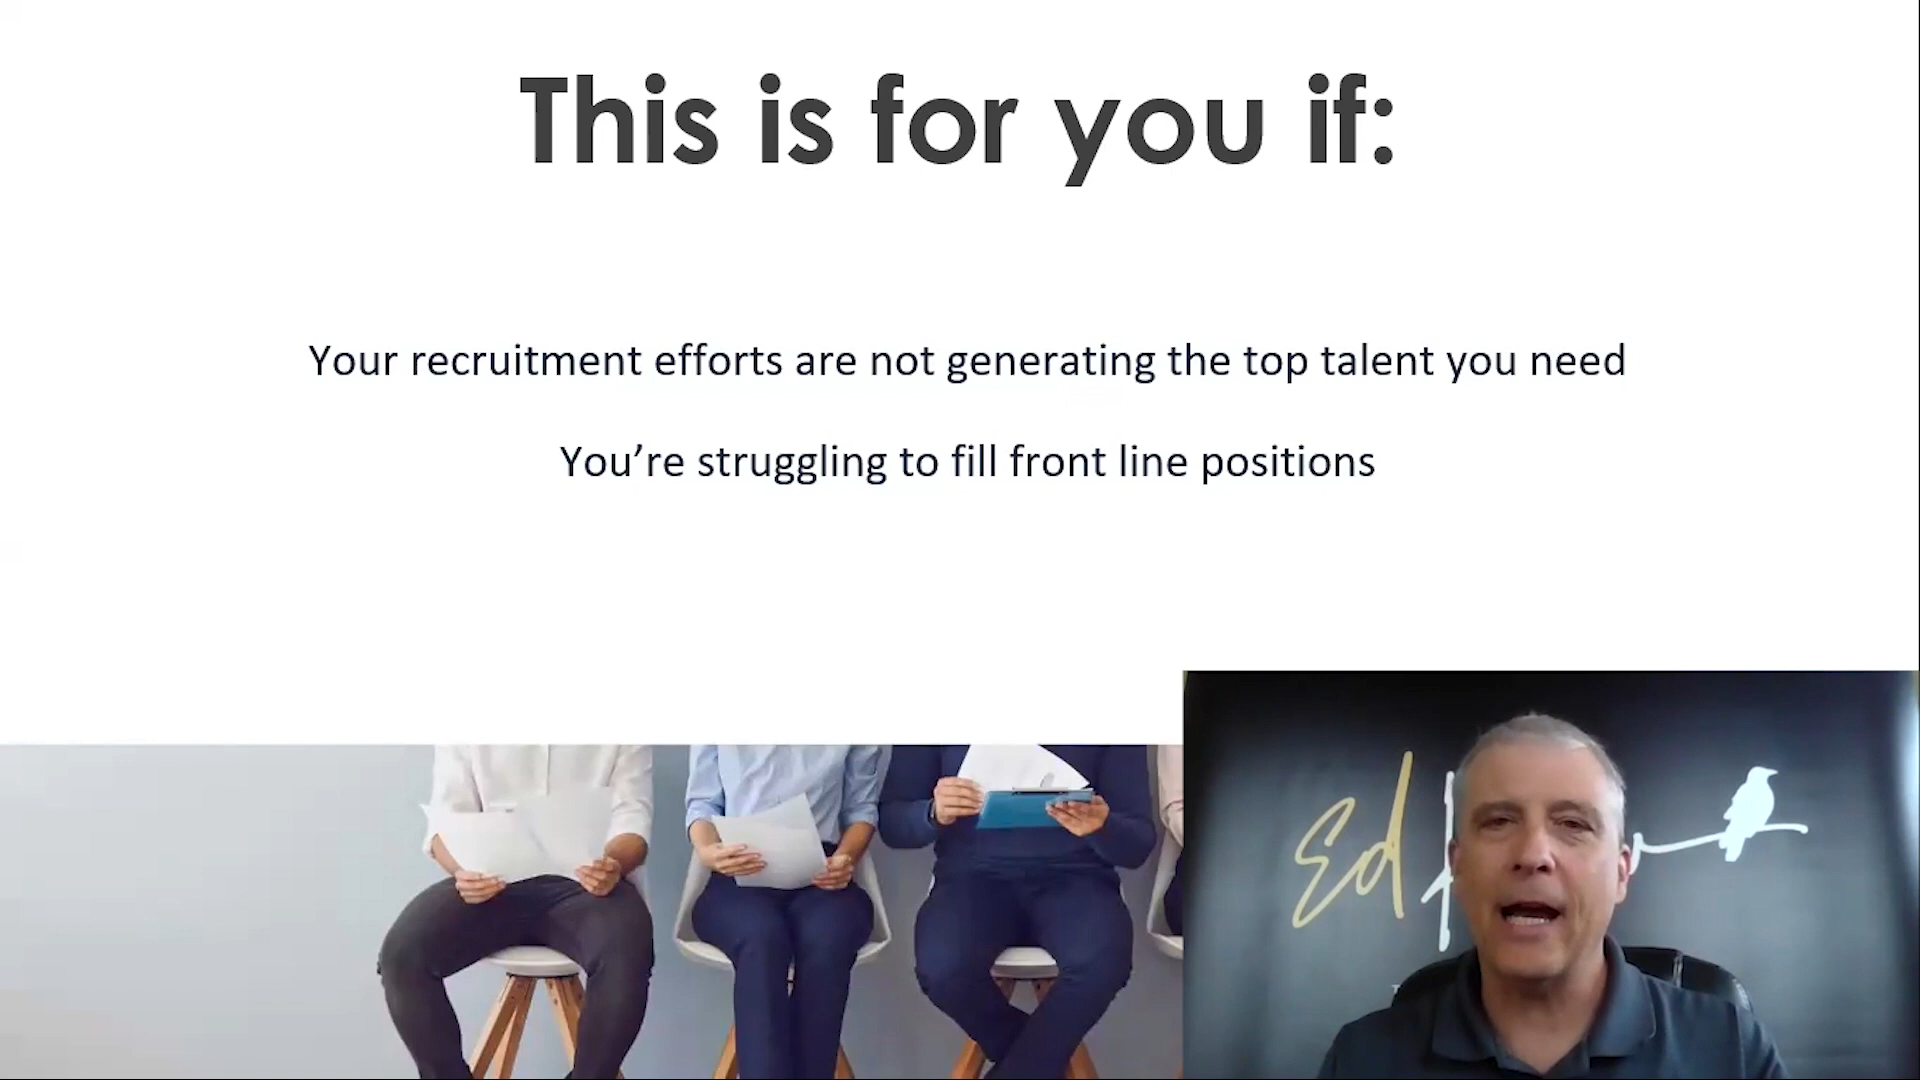 This is for you if:
Your recruitment efforts are not generating the top talent you need
You’re struggling to fill front line positions
Ed